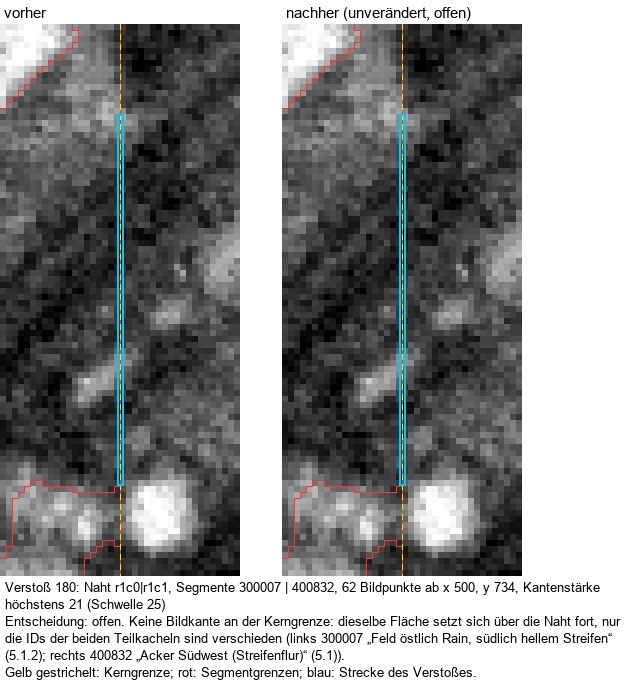 vorher
nachher (unverändert, offen)
Verstoß 180: Naht r1c0|r1c1, Segmente 300007 | 400832, 62 Bildpunkte ab x 500, y 734, Kantenstärke
höchstens 21 (Schwelle 25)
Entscheidung: offen. Keine Bildkante an der Kerngrenze: dieselbe Fläche setzt sich über die Naht fort, nur
die IDs der beiden Teilkacheln sind verschieden (links 300007 „Feld östlich Rain, südlich hellem Streifen“
(5.1.2); rechts 400832 „Acker Südwest (Streifenflur)“ (5.1)).
Gelb gestrichelt: Kerngrenze; rot: Segmentgrenzen; blau: Strecke des Verstoßes.